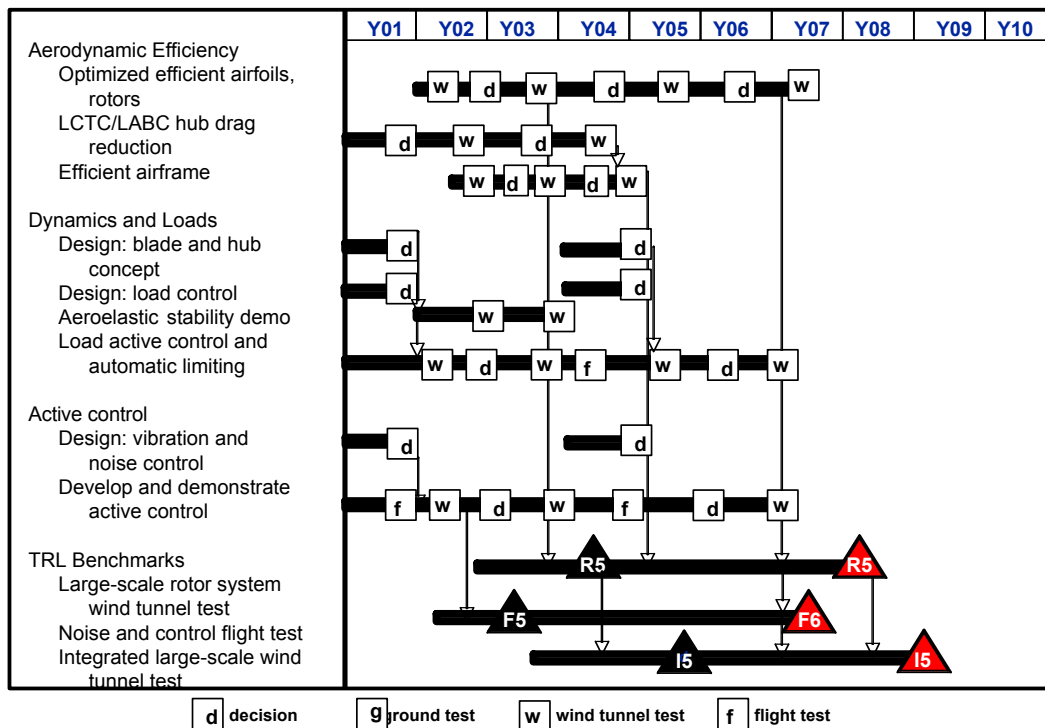 Y01 Y02 Y03 Y04 Y05 Y06 Y07 Y08 Y09 Y10
Aerodynamic Efficiency
Optimized efficient airfoils,
rotors
w d w d w d w
LCTC/LABC hub drag
reduction
d w d w
Efficient airframe
w d w d w
Dynamics and Loads
Design: blade and hub
concept
d d
Design: load control
d d
Aeroelastic stability demo
w w
Load active control and
automatic limiting
w d w f w d w
Active control
Design: vibration and
noise control
d d
Develop and demonstrate
active control
f w d w f d w
TRL Benchmarks
Large-scale rotor system
wind tunnel test
R5 R5
Noise and control flight test
F5 F6
Integrated large-scale wind
tunnel test
I5 I5
d decision g ground test w wind tunnel test f flight test